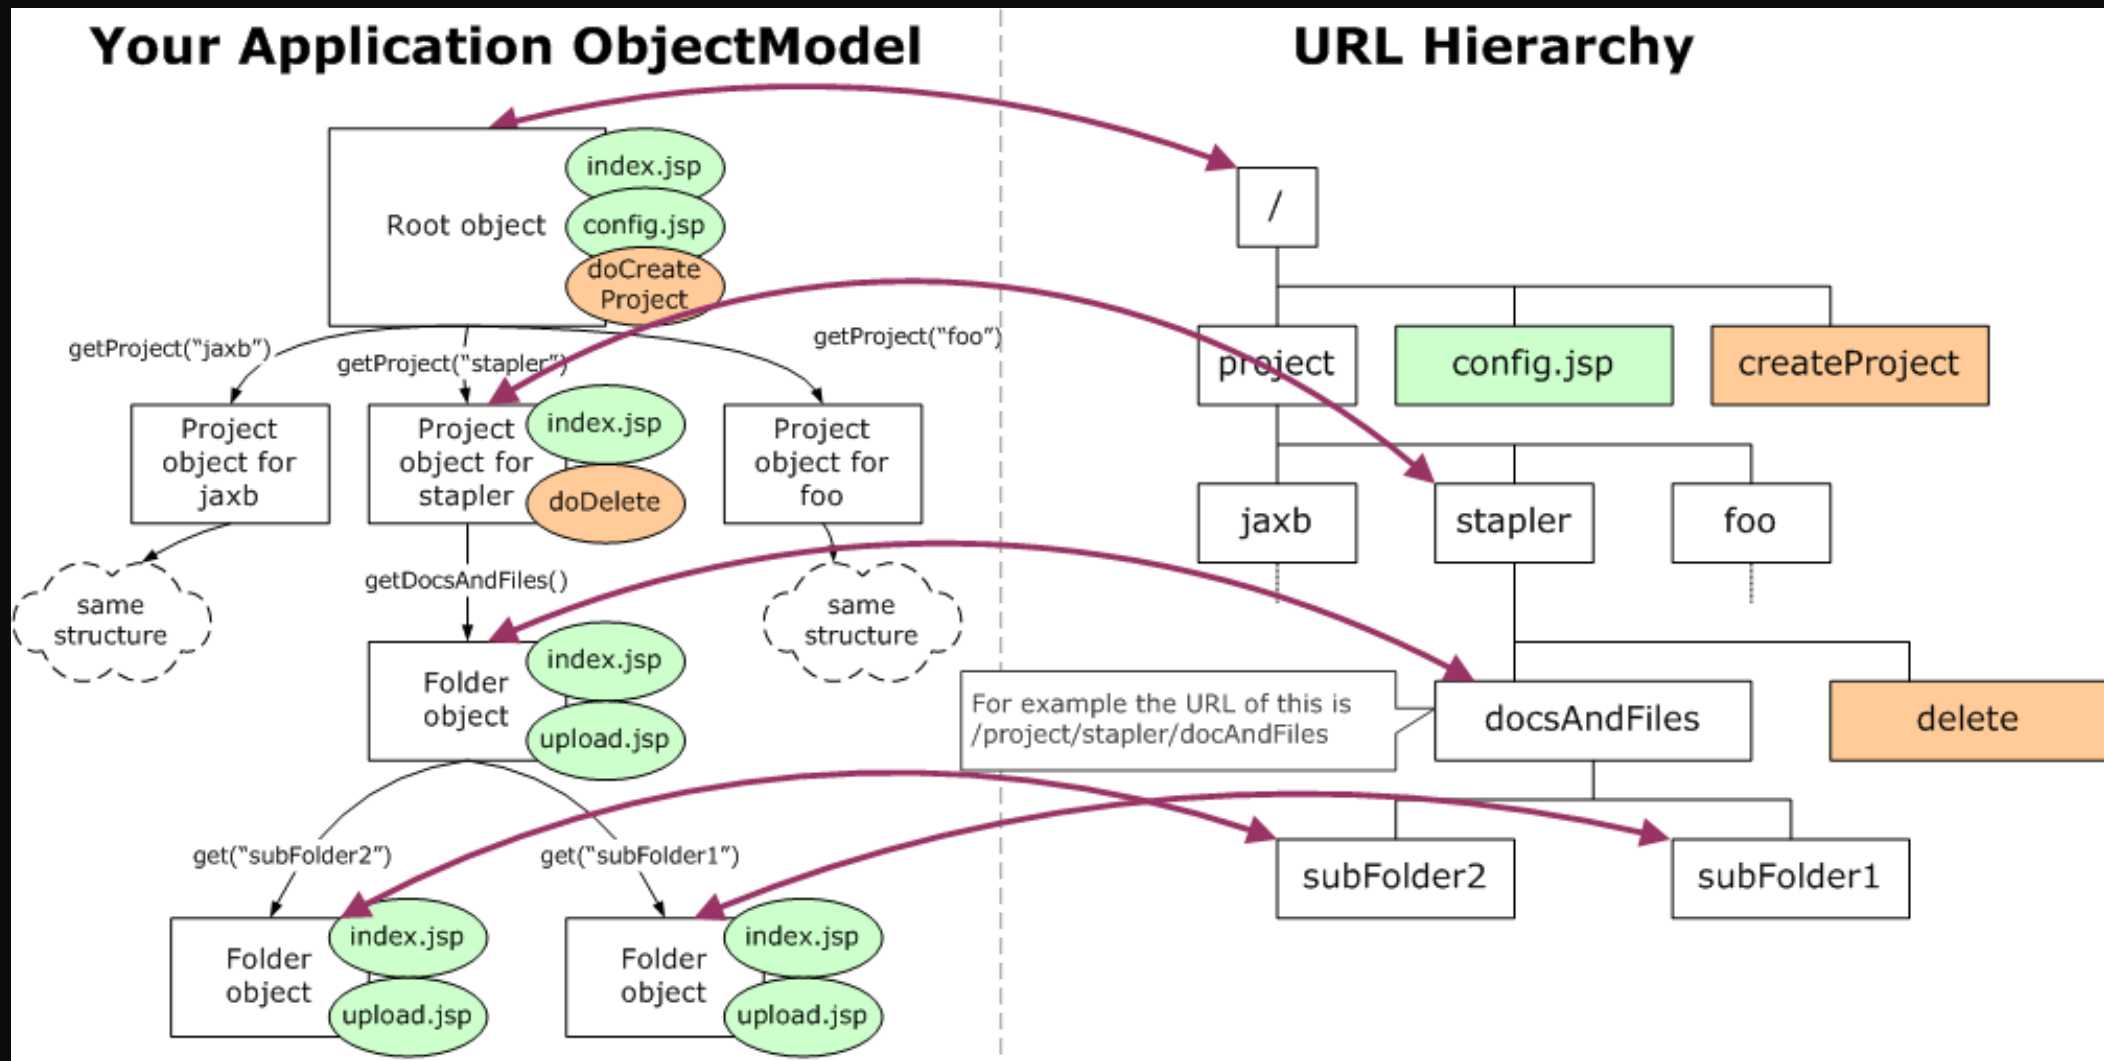 Your Application ObjectModel
URL Hierarchy
Root object
index.jsp
config.jsp
doCreate
Project
getProject(“jaxb”)
getProject(“stapler”)
getProject(“foo”)
Project
object for
jaxb
Project
object for
stapler
index.jsp
doDelete
Project
object for
foo
same
structure
getDocsAndFiles()
same
structure
Folder
object
index.jsp
upload.jsp
get(“subFolder2”)
get(“subFolder1”)
Folder
object
index.jsp
upload.jsp
Folder
object
index.jsp
upload.jsp
/
project
config.jsp
createProject
jaxb
stapler
foo
For example the URL of this is
/project/stapler/docAndFiles
docsAndFiles
delete
subFolder2
subFolder1